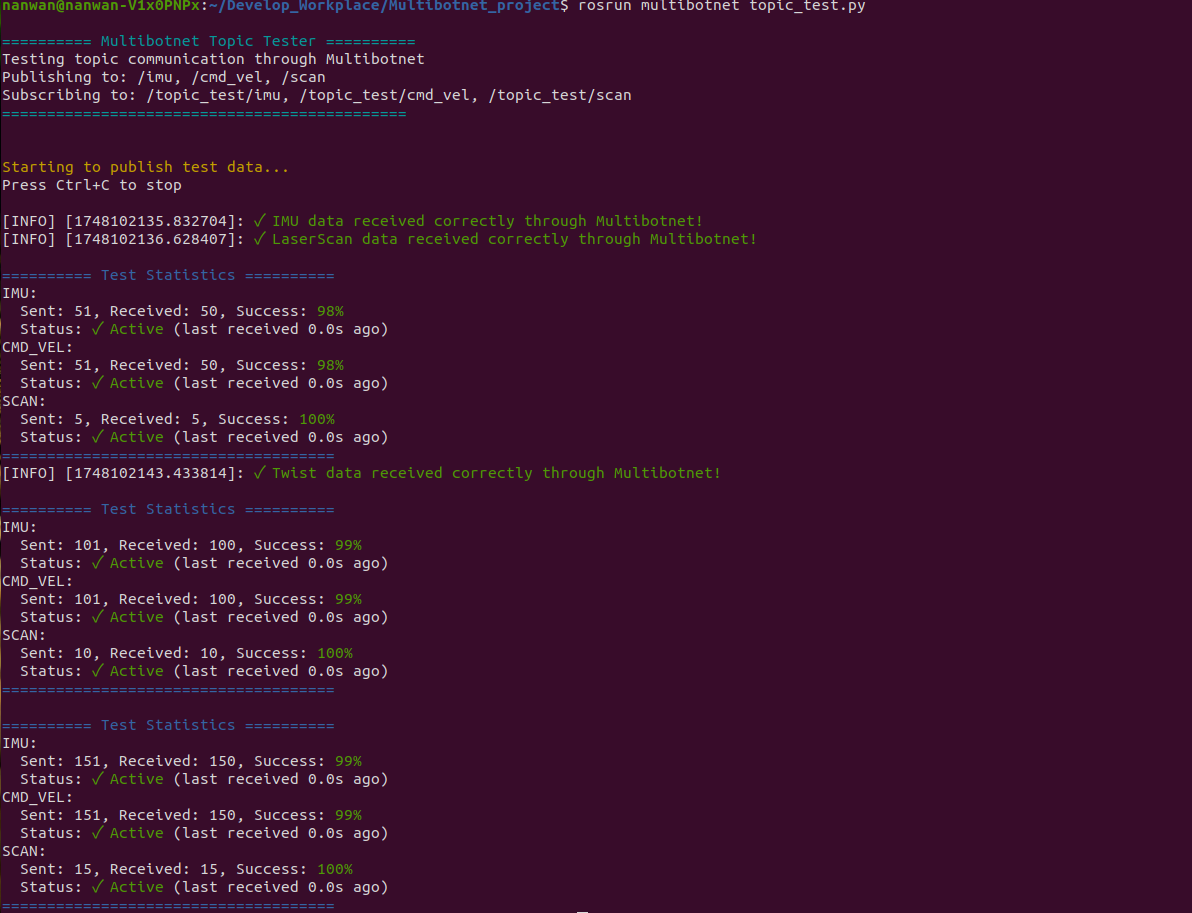 nanwan@nanwan-V1x0PNPx:~/Develop_Workplace/Multibotnet_project$ rosrun multibotnet topic_test.py
========== Multibotnet Topic Tester ==========
Testing topic communication through Multibotnet
Publishing to: /imu, /cmd_vel, /scan
Subscribing to: /topic_test/imu, /topic_test/cmd_vel, /topic_test/scan
=============================================
Starting to publish test data...
Press Ctrl+C to stop
[INFO] [1748102135.832704]: ✓ IMU data received correctly through Multibotnet!
[INFO] [1748102136.628407]: ✓ LaserScan data received correctly through Multibotnet!
========== Test Statistics ==========
IMU:
  Sent: 51, Received: 50, Success: 98%
  Status: ✓ Active (last received 0.0s ago)
CMD_VEL:
  Sent: 51, Received: 50, Success: 98%
  Status: ✓ Active (last received 0.0s ago)
SCAN:
  Sent: 5, Received: 5, Success: 100%
  Status: ✓ Active (last received 0.0s ago)
=====================================
[INFO] [1748102143.433814]: ✓ Twist data received correctly through Multibotnet!
========== Test Statistics ==========
IMU:
  Sent: 101, Received: 100, Success: 99%
  Status: ✓ Active (last received 0.0s ago)
CMD_VEL:
  Sent: 101, Received: 100, Success: 99%
  Status: ✓ Active (last received 0.0s ago)
SCAN:
  Sent: 10, Received: 10, Success: 100%
  Status: ✓ Active (last received 0.0s ago)
=====================================
========== Test Statistics ==========
IMU:
  Sent: 151, Received: 150, Success: 99%
  Status: ✓ Active (last received 0.0s ago)
CMD_VEL:
  Sent: 151, Received: 150, Success: 99%
  Status: ✓ Active (last received 0.0s ago)
SCAN:
  Sent: 15, Received: 15, Success: 100%
  Status: ✓ Active (last received 0.0s ago)
=====================================